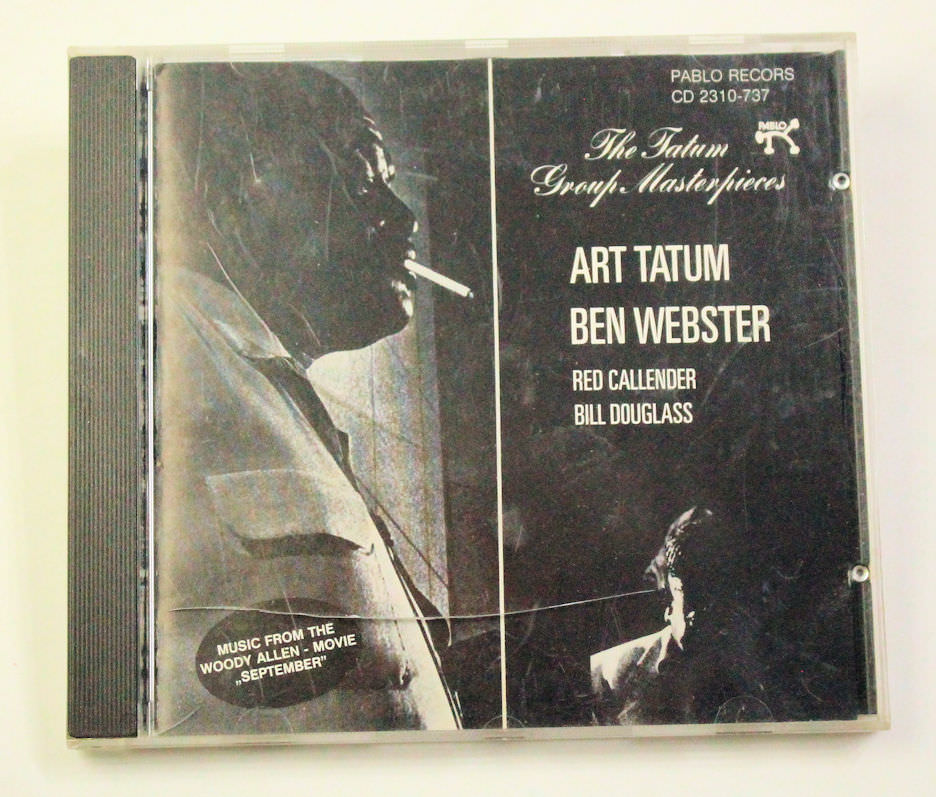 PABLO RECORS
CD 2310-737
PABLO
The Tatum
Group Masterpieces
ART TATUM
BEN WEBSTER
RED CALLENDER
BILL DOUGLASS
MUSIC FROM THE
WOODY ALLEN - MOVIE
„SEPTEMBER"